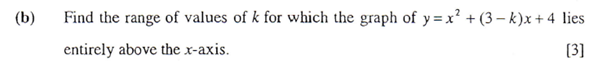 (b) Find the range of values of k for which the graph of y = x² + (3 – k)x + 4 lies
entirely above the x-axis. [3]